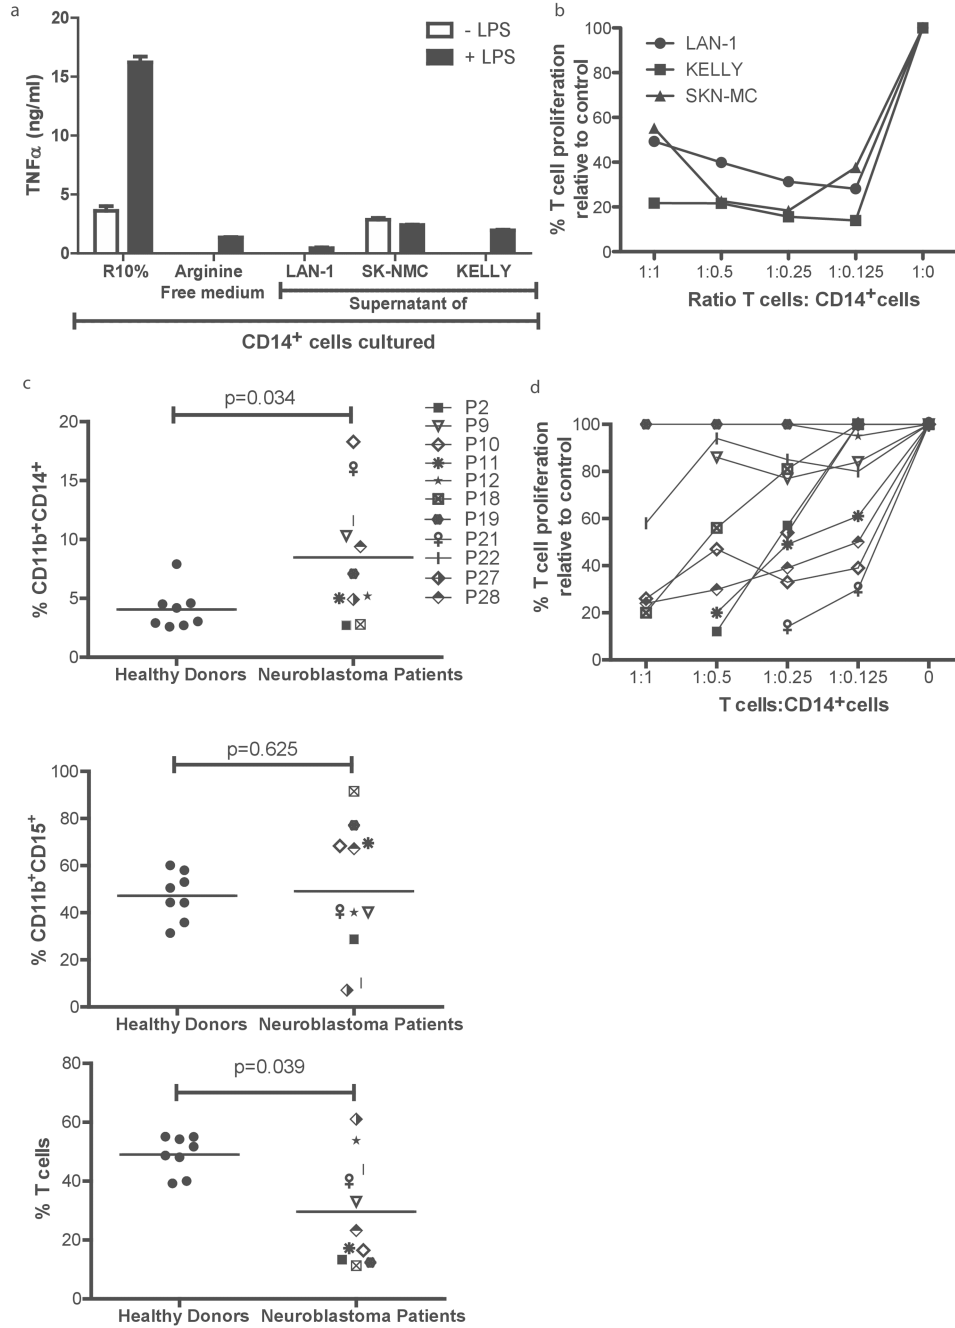 a
20
15
10
5
0
TNFα (ng/ml)
- LPS
+ LPS
R10%
Arginine
Free medium
LAN-1
SK-NMC
KELLY
Supernatant of
CD14+ cells cultured
b
100
80
60
40
20
0
% T cell proliferation
relative to control
LAN-1
KELLY
SKN-MC
1:1
1:0.5
1:0.25
1:0.125
1:0
Ratio T cells: CD14+cells
c
p=0.034
20
15
10
5
0
% CD11b+CD14+
Healthy Donors
Neuroblastoma Patients
P2
P9
P10
P11
P12
P18
P19
P21
P22
P27
P28
d
100
80
60
40
20
0
% T cell proliferation
relative to control
1:1
1:0.5
1:0.25
1:0.125
0
T cells:CD14+cells
p=0.625
100
80
60
40
20
0
% CD11b+CD15+
Healthy Donors
Neuroblastoma Patients
p=0.039
80
60
40
20
0
% T cells
Healthy Donors
Neuroblastoma Patients